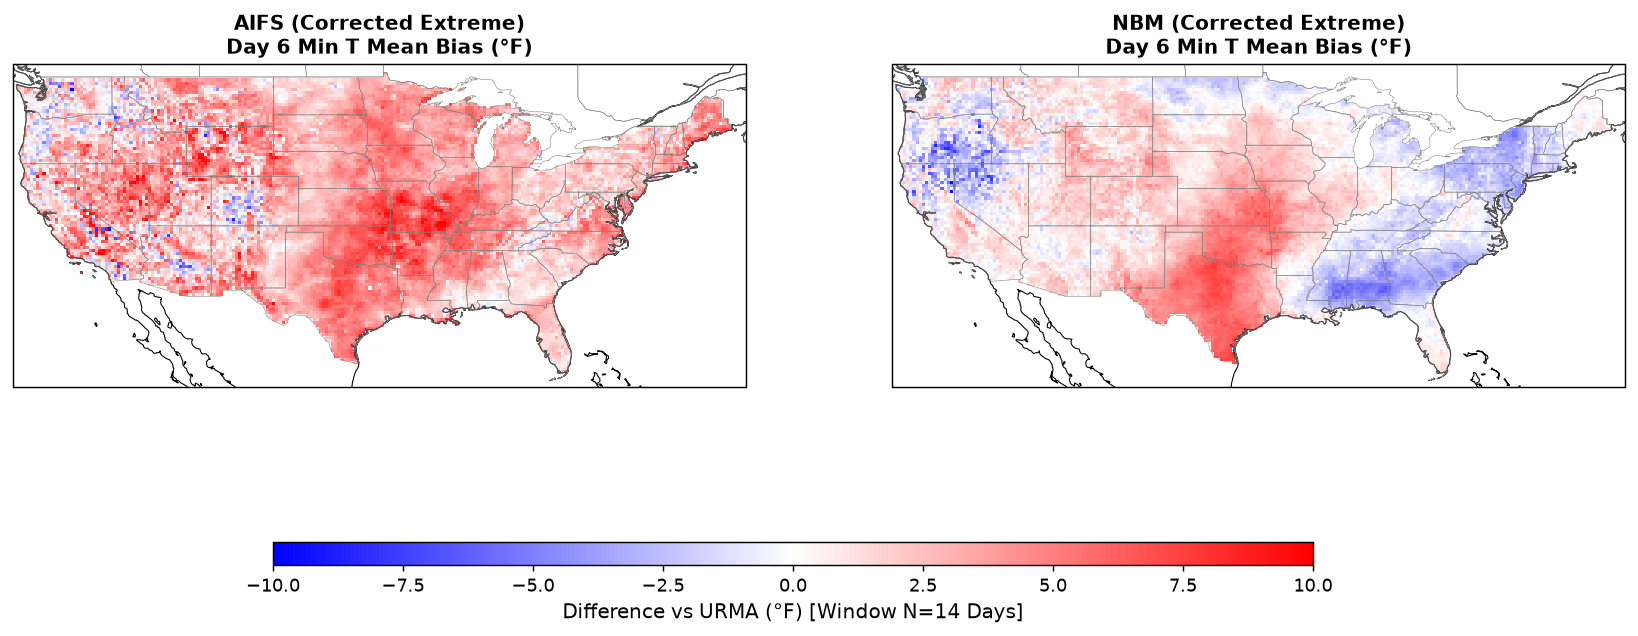 AIFS (Corrected Extreme)
Day 6 Min T Mean Bias (°F)
NBM (Corrected Extreme)
Day 6 Min T Mean Bias (°F)
−10.0 −7.5 −5.0 −2.5 0.0 2.5 5.0 7.5 10.0
Difference vs URMA (°F) [Window N=14 Days]